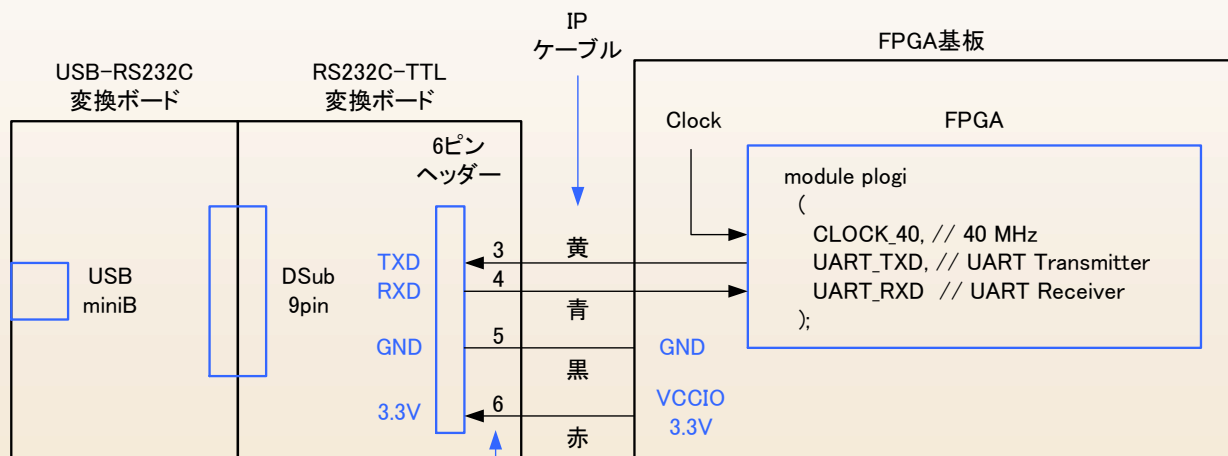 IP
ケーブル
FPGA基板
USB-RS232C
変換ボード
RS232C-TTL
変換ボード
Clock
FPGA
6ピン
ヘッダー
module plogi
(
CLOCK_40, // 40 MHz
UART_TXD, // UART Transmitter
UART_RXD // UART Receiver
);
USB
miniB
DSub
9pin
TXD
RXD
GND
3.3V
3
黄
4
青
5
黒
6
赤
GND
VCCIO
3.3V